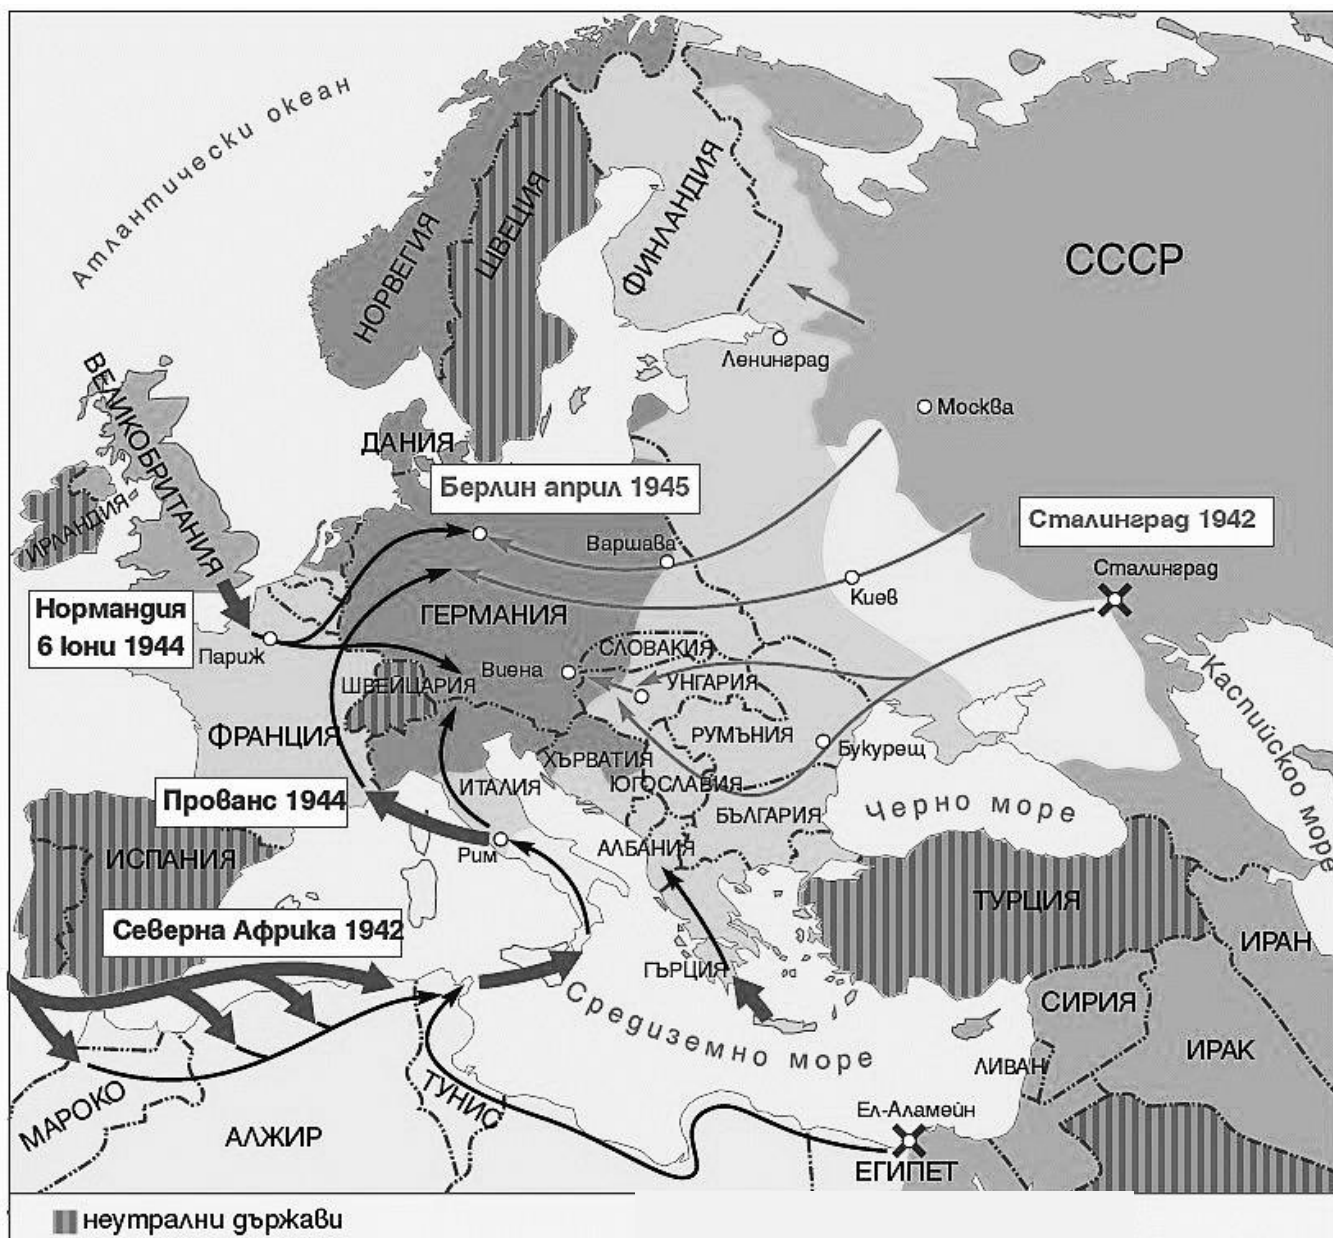 Атлантически океан
НОРВЕГИЯ
ШВЕЦИЯ
ФИНЛАНДИЯ
СССР
Ленинград
Москва
ВЕЛИКОБРИТАНИЯ
ИРЛАНДИЯ
ДАНИЯ
Берлин април 1945
Сталинград 1942
Варшава
Сталинград
Киев
Нормандия
6 юни 1944
Париж
ГЕРМАНИЯ
СЛОВАКИЯ
Виена
УНГАРИЯ
ШВЕЙЦАРИЯ
ФРАНЦИЯ
РУМЪНИЯ
Букурещ
ХЪРВАТИЯ
ЮГОСЛАВИЯ
ИТАЛИЯ
Каспийскоо море
Прованс 1944
БЪЛГАРИЯ
Черно море
ИСПАНИЯ
Рим
АЛБАНИЯ
ТУРЦИЯ
Северна Африка 1942
ИРАН
ГЪРЦИЯ
СИРИЯ
Средиземно море
ИРАК
ЛИВАН
МАРОКО
АЛЖИР
ТУНИС
Ел-Аламейн
ЕГИПЕТ
неутрални държави